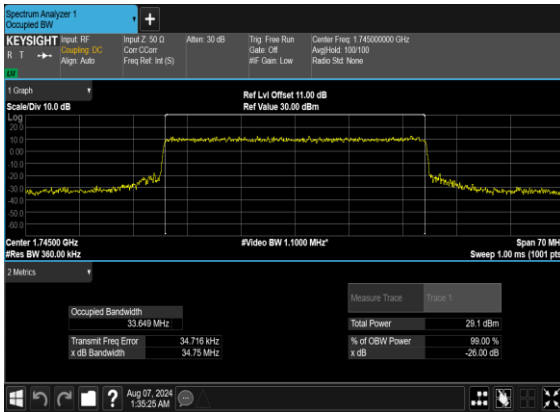 Spectrum Analyzer 1
Occupied BW
KEYSIGHT
R T
LW
Input: RF
Coupling: DC
Align: Auto
Input Z: 50 Ω
Corr CCorr
Freq Ref: Int (S)
Atten: 30 dB
Trig: Free Run
Gate: Off
#IF Gain: Low
Center Freq: 1.745000000 GHz
Avg|Hold: 100/100
Radio Std: None
1 Graph
Scale/Div 10.0 dB
Ref Lvl Offset 11.00 dB
Ref Value 30.00 dBm
Log
20.0
10.0
0.00
-10.0
-20.0
-30.0
-40.0
-50.0
-60.0
Center 1.74500 GHz
#Res BW 360.00 kHz
#Video BW 1.1000 MHz*
Span 70 MH
Sweep 1.00 ms (1001 pts
2 Metrics
Measure Trace Trace 1
Occupied Bandwidth
33.649 MHz
Total Power 29.1 dBm
Transmit Freq Error 34.716 kHz
% of OBW Power 99.00 %
x dB Bandwidth 34.75 MHz
x dB -26.00 dB
?
Aug 07, 2024
1:35:25 AM